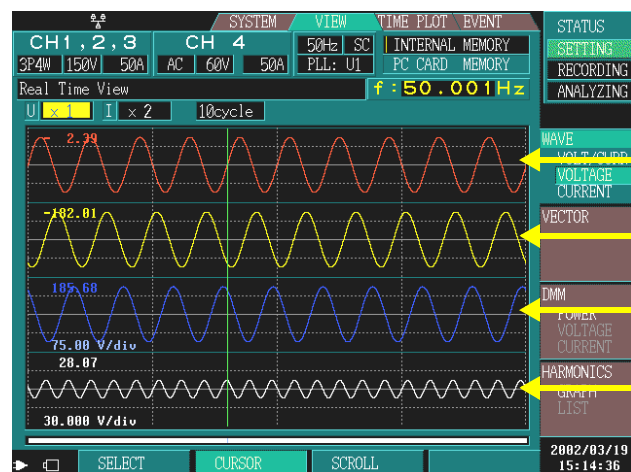 SYSTEM VIEW TIME PLOT EVENT STATUS
CH1,2,3 CH 4 50Hz SC INTERNAL MEMORY SETTING
3P4W 150V 50A AC 60V 50A PLL: U1 PC CARD MEMORY RECORDING
Real Time View f:50.001Hz ANALYZING
U × 1 I × 2 10cycle
2.39
WAVE
VOLT/CURR
VOLTAGE
CURRENT
-182.01
VECTOR
185.68
DMM
POWER
VOLTAGE
CURRENT
75.00 V/div
28.07
HARMONICS
GRAPH
LIST
30.000 V/div
SELECT CURSOR SCROLL
2002/03/19
15:14:36